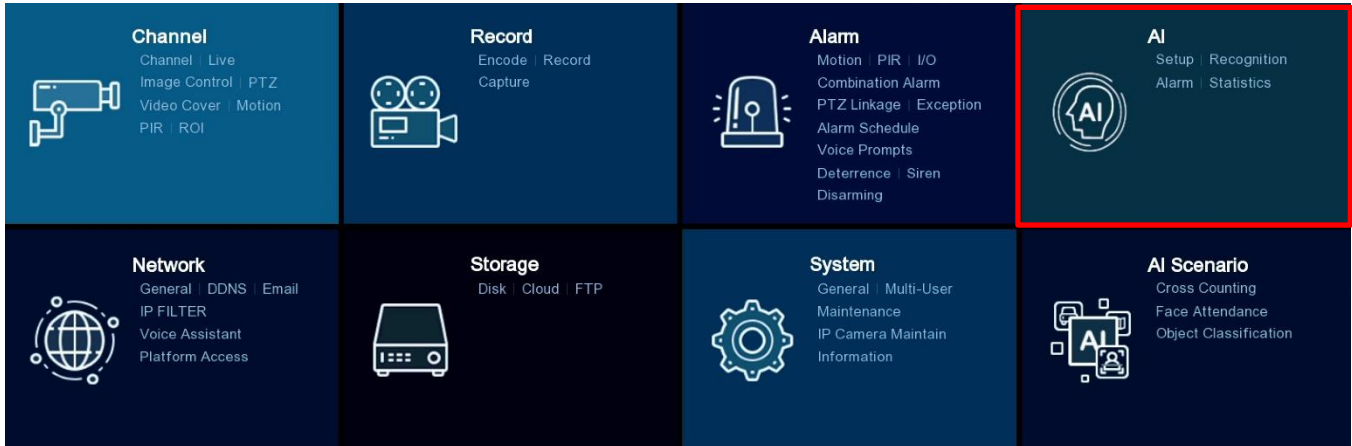 Channel
Channel | Live
Image Control | PTZ
Video Cover | Motion
PIR | ROI
Record
Encode | Record
Capture
Alarm
Motion | PIR | I/O
Combination Alarm
PTZ Linkage | Exception
Alarm Schedule
Voice Prompts
Deterrence | Siren
Disarming
AI
Setup | Recognition
Alarm | Statistics
AI
Network
General | DDNS | Email
IP FILTER
Voice Assistant
Platform Access
Storage
Disk | Cloud | FTP
System
General | Multi-User
Maintenance
IP Camera Maintain
Information
AI Scenario
Cross Counting
Face Attendance
Object Classification
AI